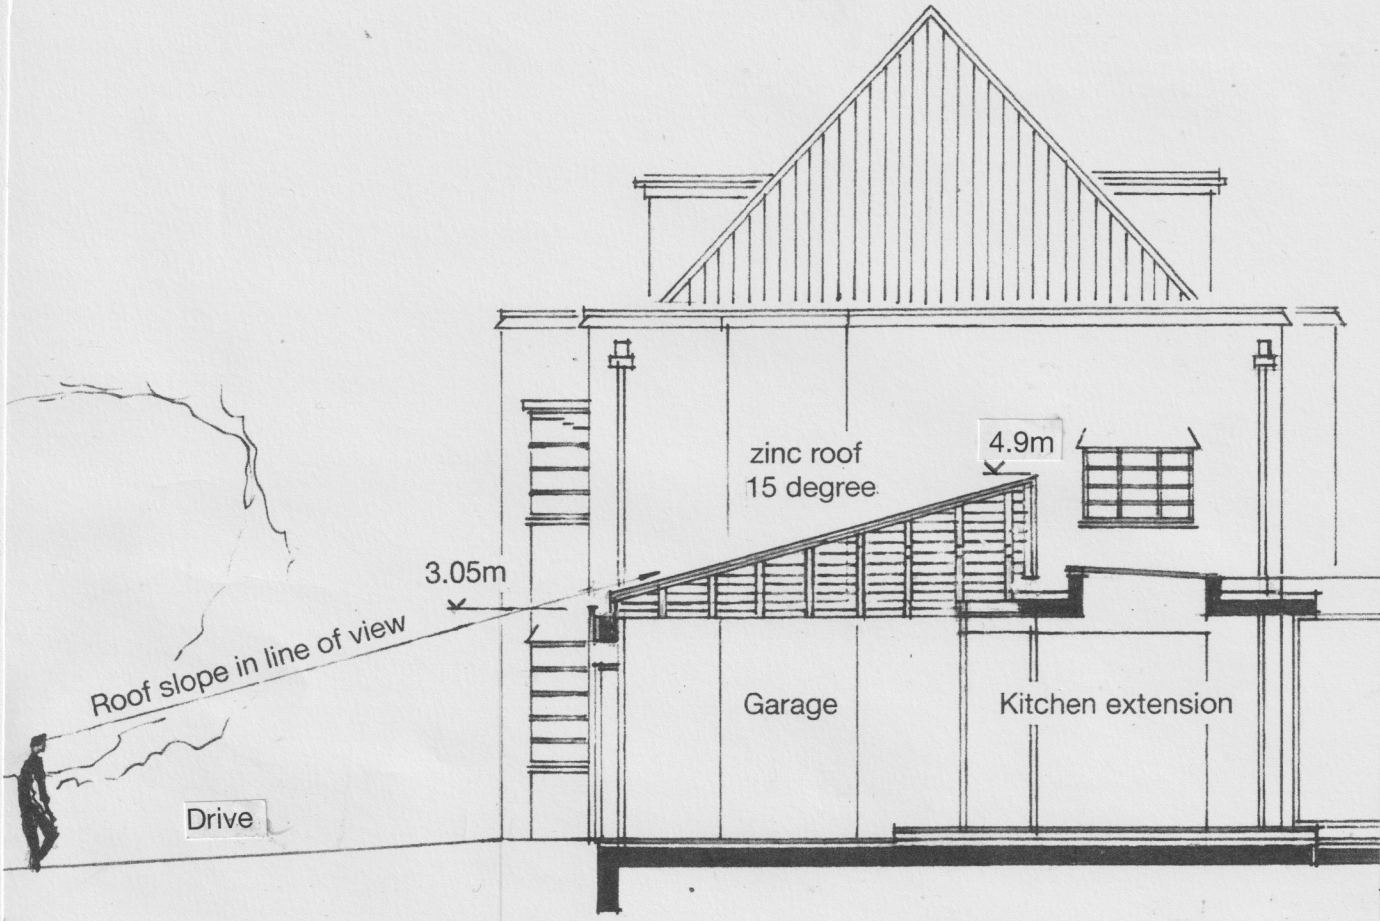 4.9m
zinc roof
15 degree
3.05m
Roof slope in line of view
Garage
Kitchen extension
Drive